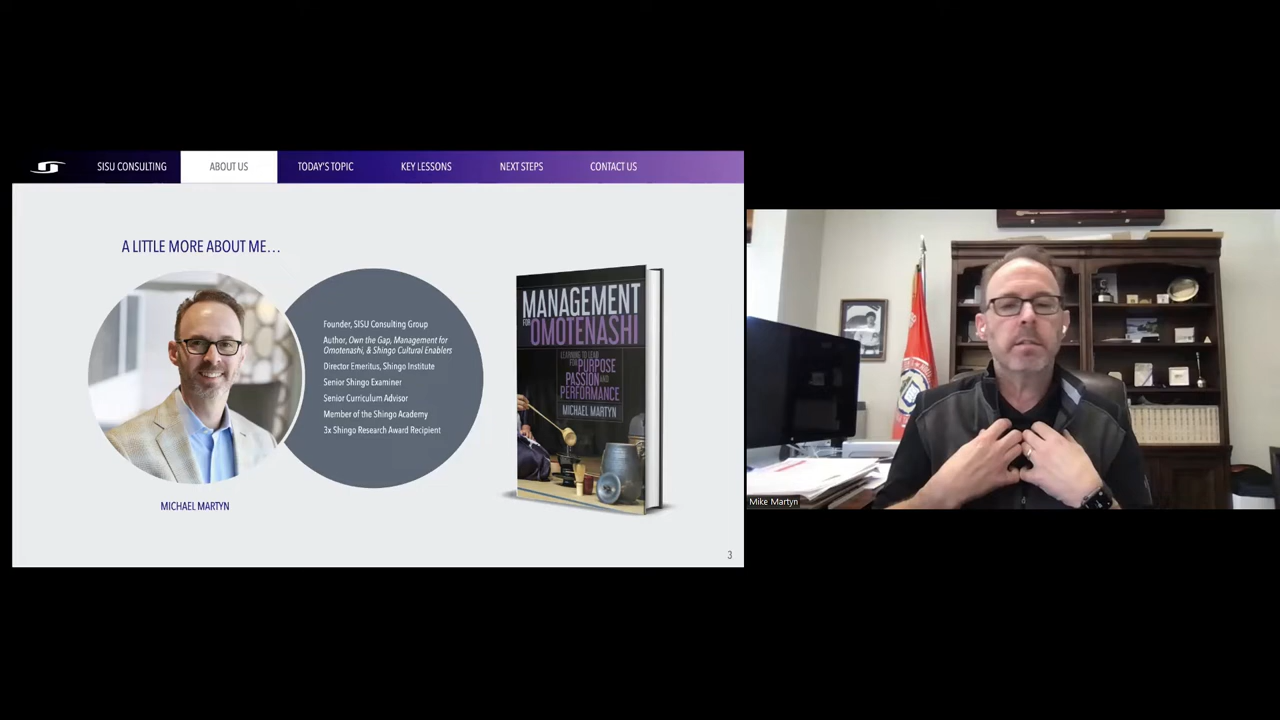 SISU CONSULTING
ABOUT US
TODAY'S TOPIC
KEY LESSONS
NEXT STEPS
CONTACT US
A LITTLE MORE ABOUT ME...
Founder, SISU Consulting Group
Author, Own the Gap, Management for
Omotenashi, & Shingo Cultural Enablers
Director Emeritus, Shingo Institute
Senior Shingo Examiner
Senior Curriculum Advisor
Member of the Shingo Academy
3x Shingo Research Award Recipient
MICHAEL MARTYN
MANAGEMENT
FOR OMOTENASHI
LEARNING TO LEAD
FOR PURPOSE
PASSION AND
PERFORMANCE
MICHAEL MARTYN
3
Mike Martyn